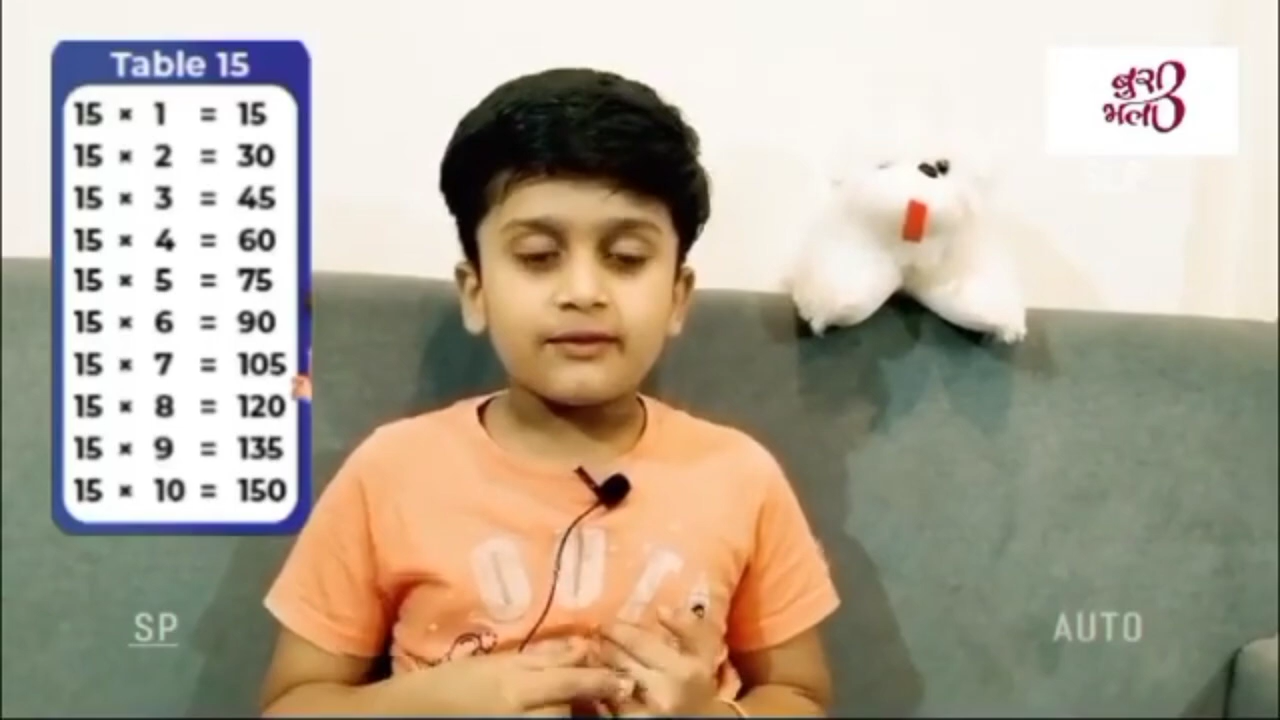 Table 15
15 × 1 = 15
15 × 2 = 30
15 × 3 = 45
15 × 4 = 60
15 × 5 = 75
15 × 6 = 90
15 × 7 = 105
15 × 8 = 120
15 × 9 = 135
15 × 10 = 150
SP
AUTO